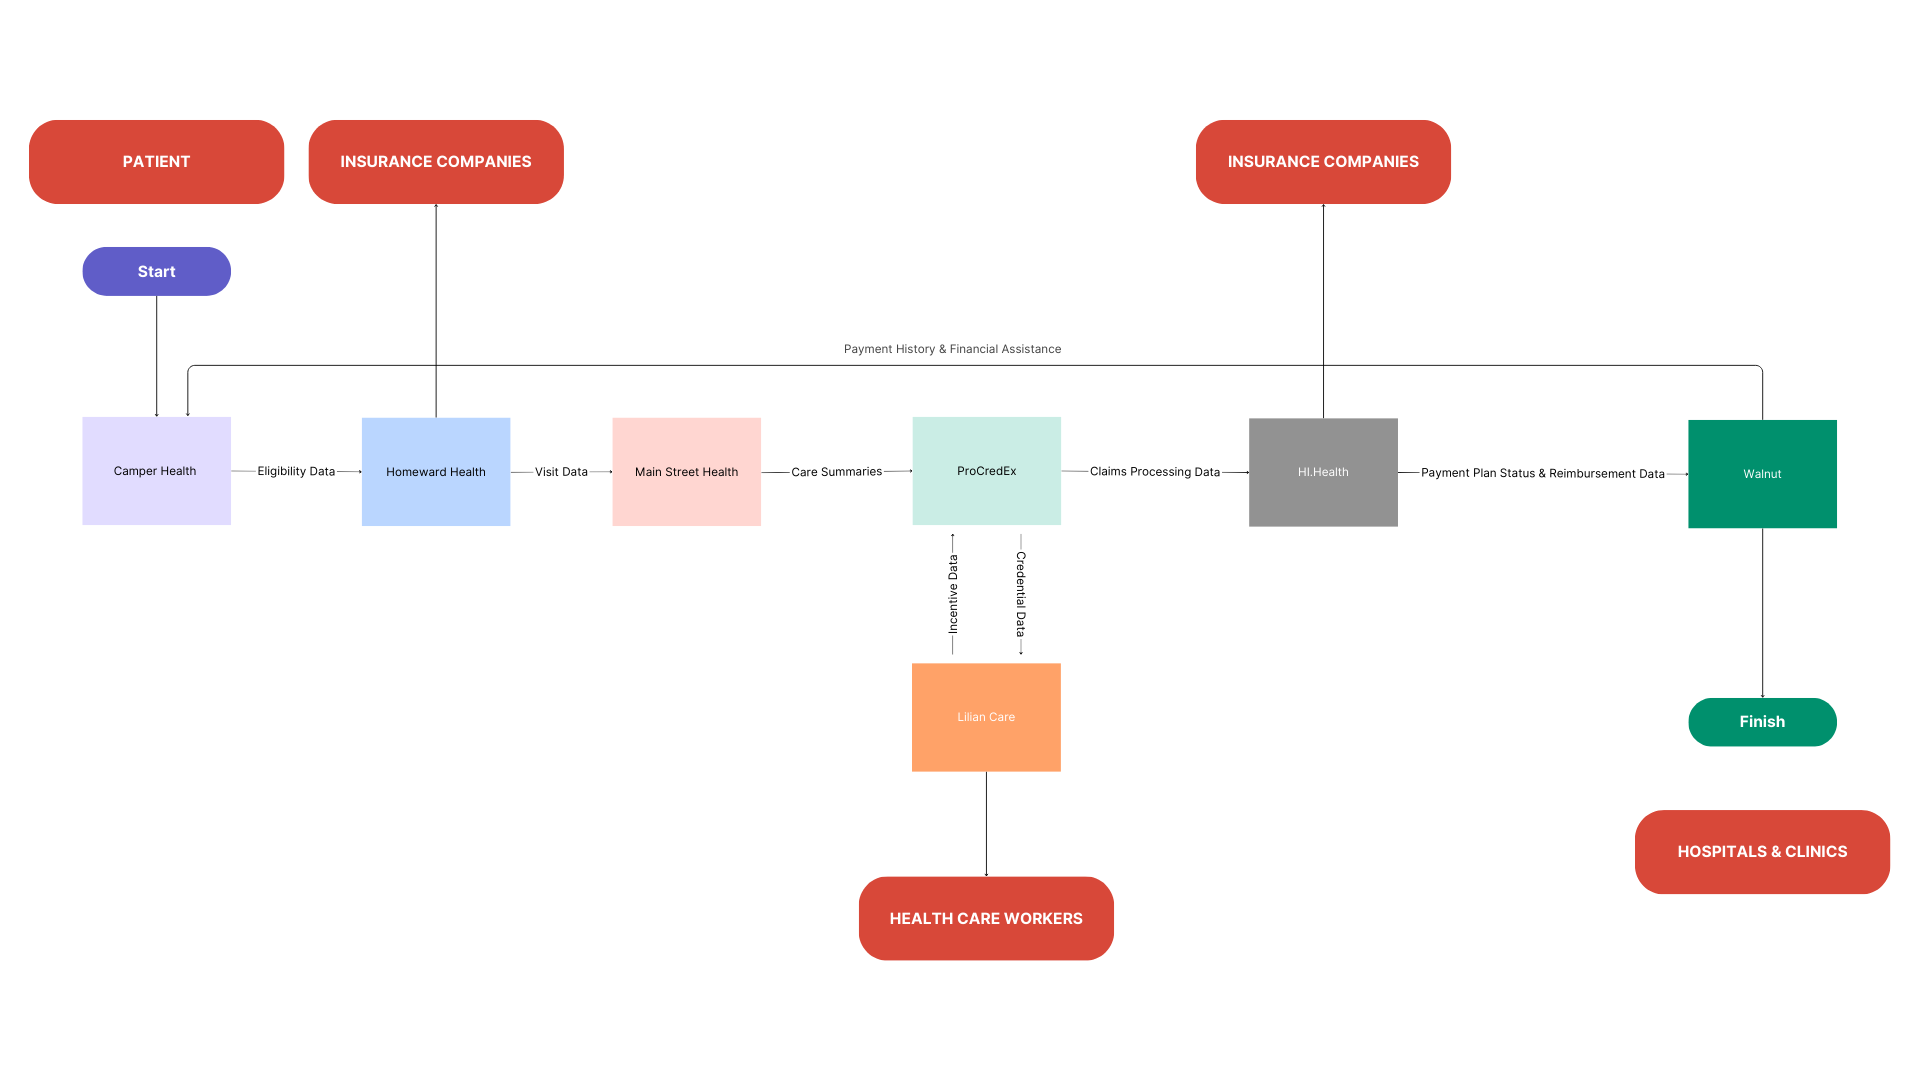 PATIENT
INSURANCE COMPANIES
INSURANCE COMPANIES
Start
Payment History & Financial Assistance
Camper Health
Eligibility Data
Homeward Health
Visit Data
Main Street Health
Care Summaries
ProCredEx
Claims Processing Data
HI.Health
Payment Plan Status & Reimbursement Data
Walnut
Incentive Data
Credential Data
Lilian Care
Finish
HOSPITALS & CLINICS
HEALTH CARE WORKERS